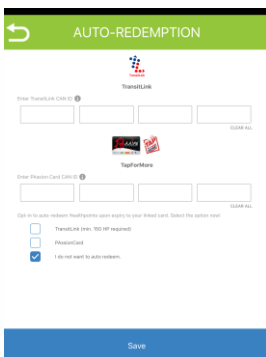 AUTO-REDEMPTION
TransitLink
TransitLink
Enter TransitLink CAN ID
CLEAR ALL
TapForMore
Enter PAssion Card CAN ID
CLEAR ALL
Opt in to auto-redeem healthpoints upon expiry to your linked card. Select the option now!
TransitLink (min. 150 HP required)
PAssionCard
I do not want to auto-redeem.
Save